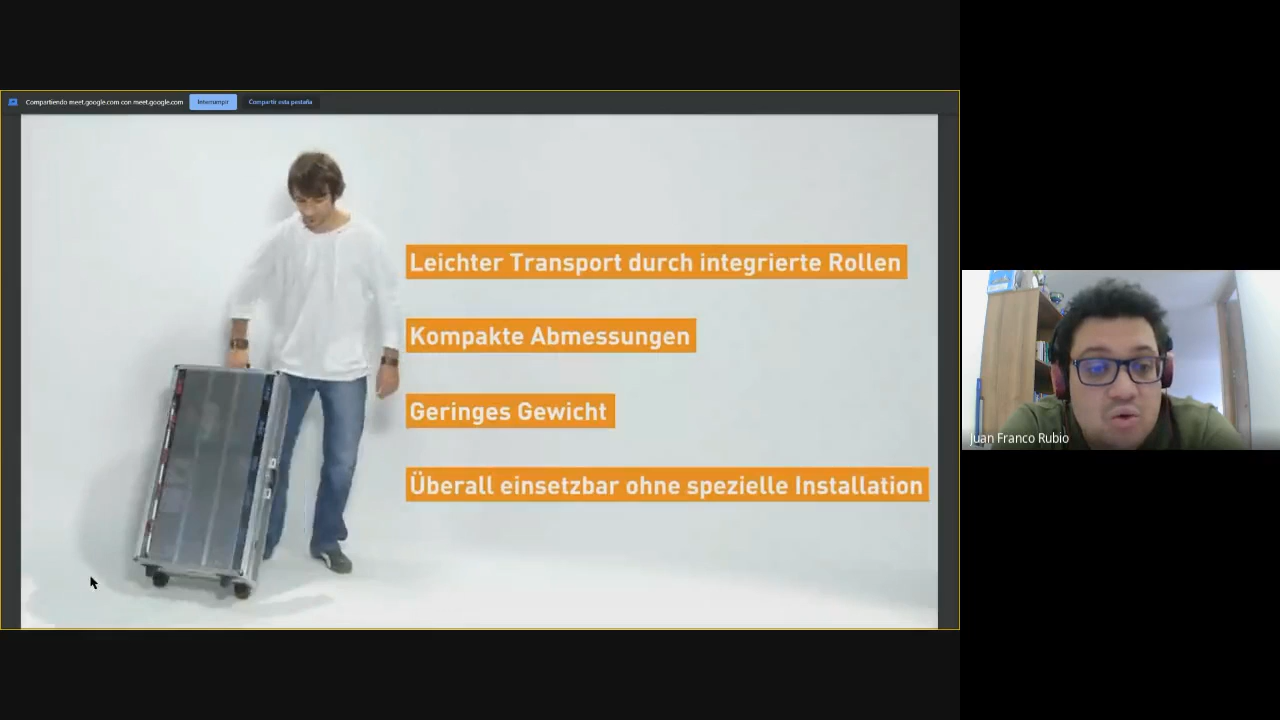 Compartiendo meet.google.com con meet.google.com
Interrumpir
Compartir esta pestaña
Leichter Transport durch integrierte Rollen
Kompakte Abmessungen
Geringes Gewicht
Überall einsetzbar ohne spezielle Installation
Juan Franco Rubio